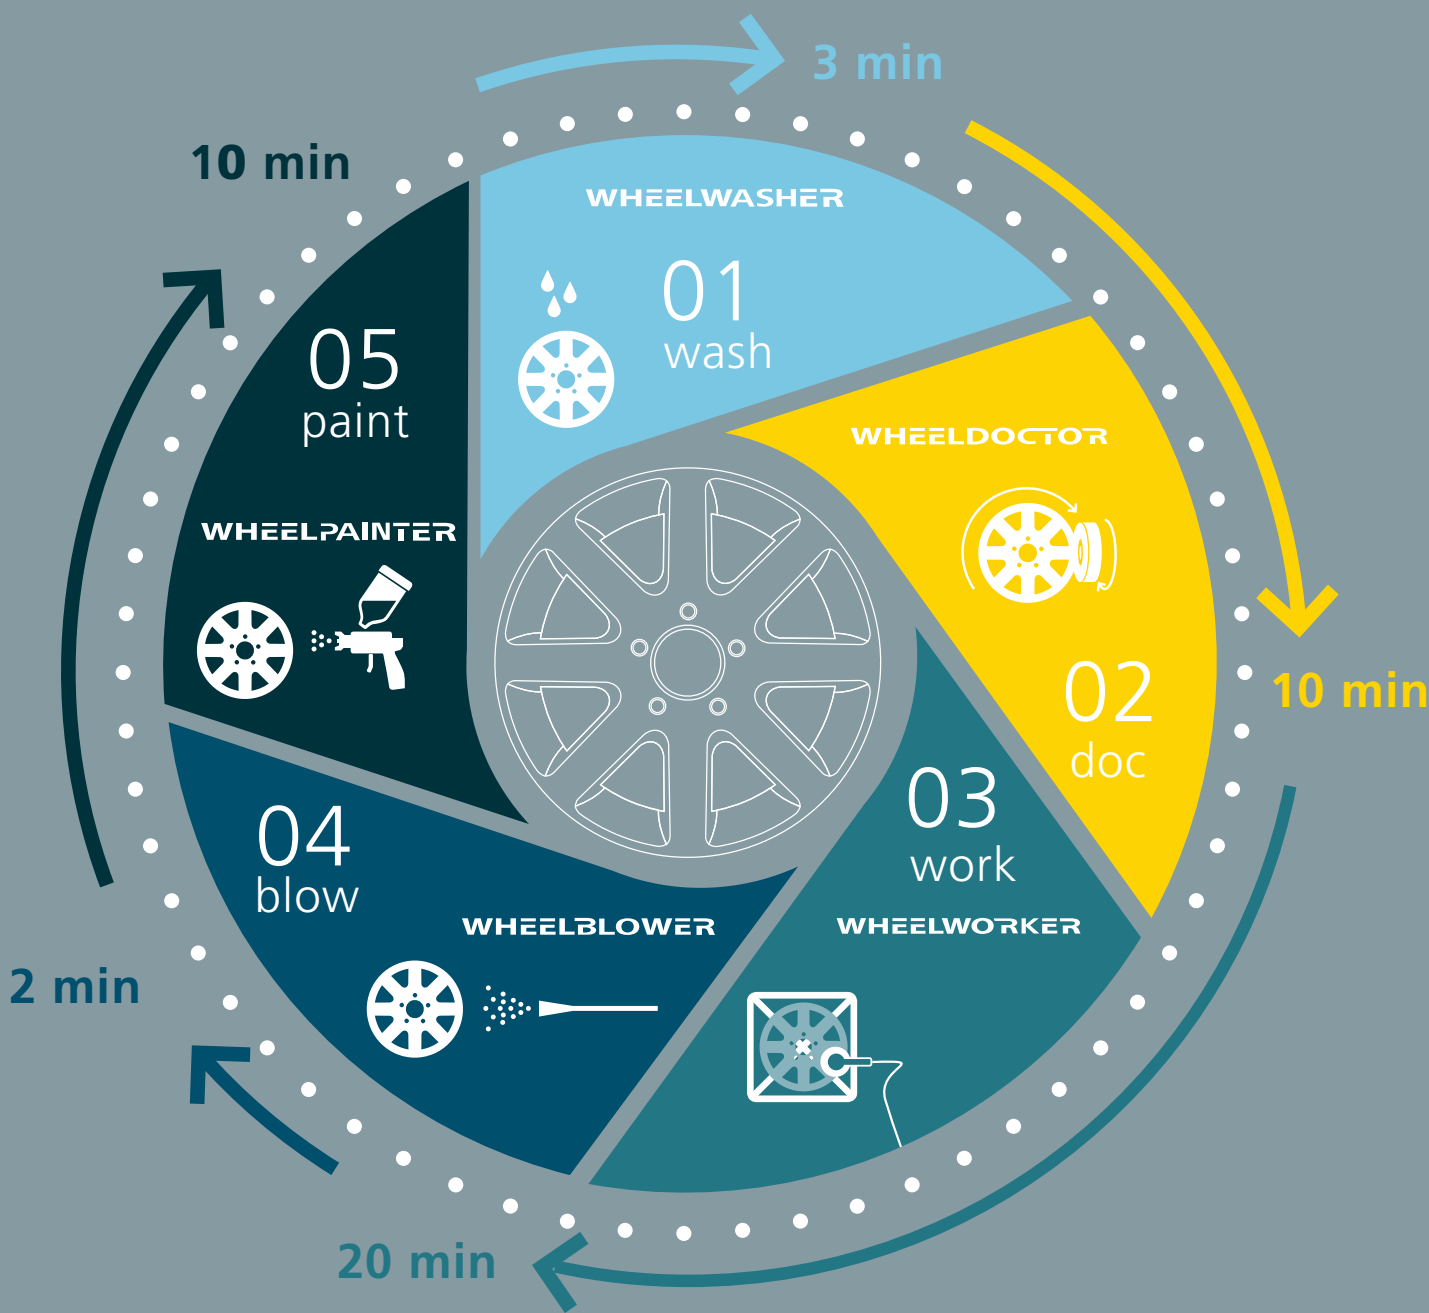 3 min
WHEELWASHER
01
wash
WHEELDOCTOR
02
doc
10 min
03
work
WHEELWORKER
20 min
04
blow
WHEELBLOWER
2 min
05
paint
WHEELPAINTER
10 min